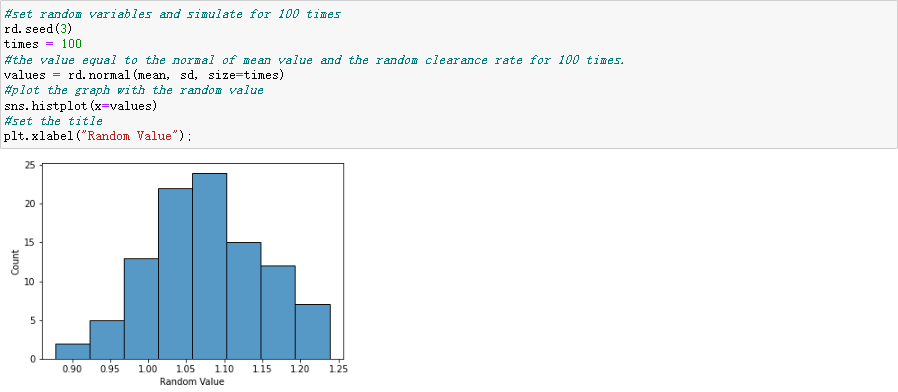 #set random variables and simulate for 100 times
rd.seed(3)
times = 100
#the value equal to the normal of mean value and the random clearance rate for 100 times.
values = rd.normal(mean, sd, size=times)
#plot the graph with the random value
sns.histplot(x=values)
#set the title
plt.xlabel("Random Value");
25
20
15
10
5
0
Count
0.90 0.95 1.00 1.05 1.10 1.15 1.20 1.25
Random Value